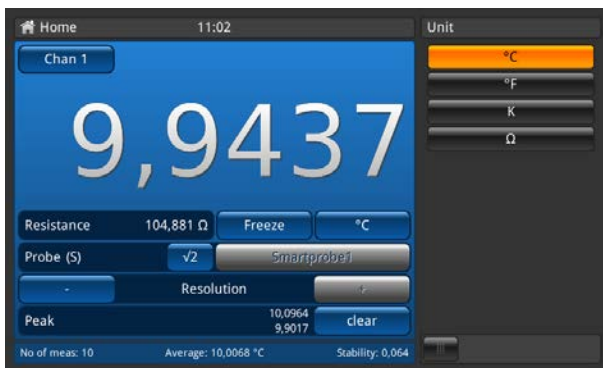 Home 11:02 Unit
Chan 1
°C
°F
K
Ω
9,9437
Resistance 104,881 Ω Freeze °C
Probe (S) √2 Smartprobe1
- Resolution +
Peak 10,0964
9,9017 clear
No of meas: 10 Average: 10,0068 °C Stability: 0,064